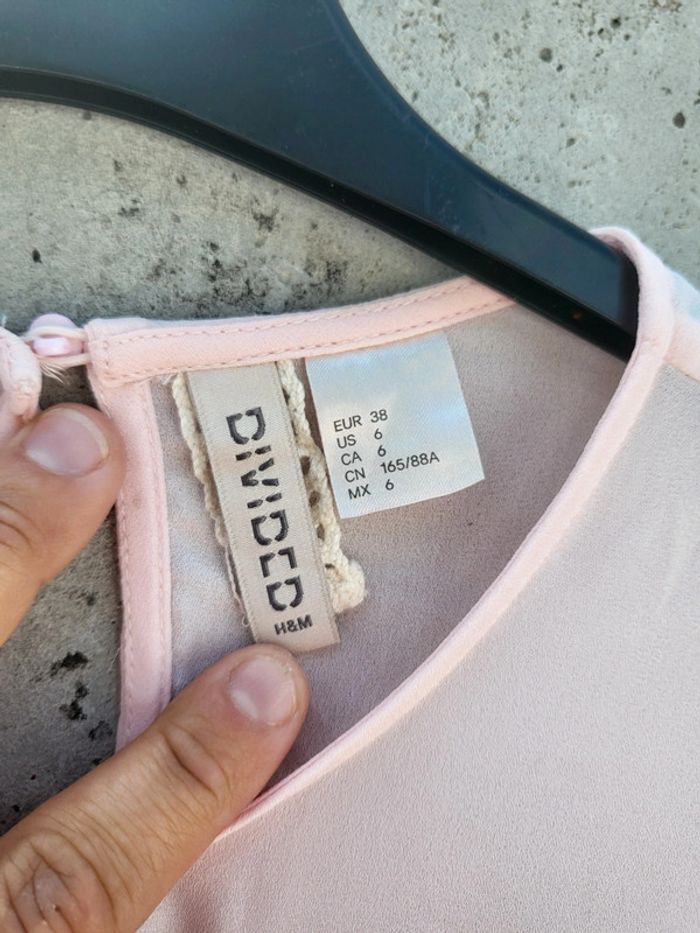 DIVIDED
H&M
EUR 38
US 6
CA 6
CN 165/88A
MX 6